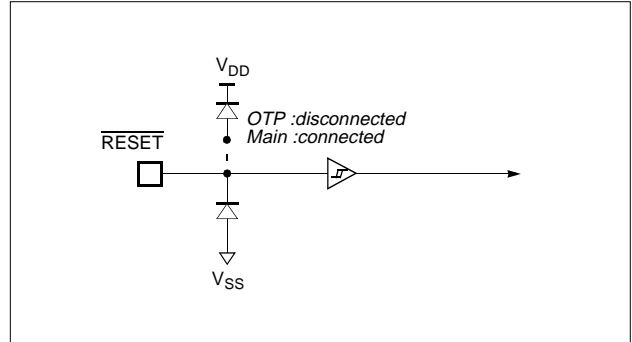 VDD
OTP :disconnected
Main :connected
RESET
VSS